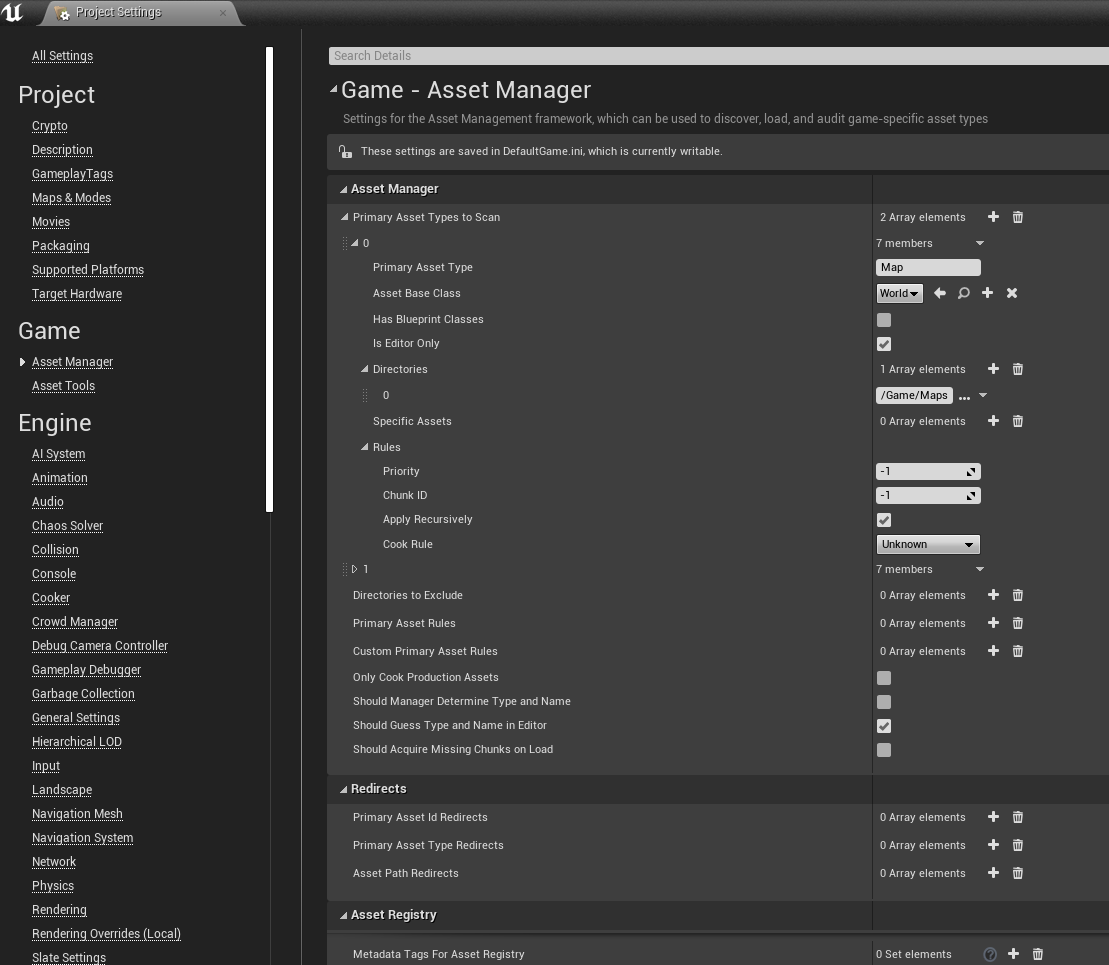 Project Settings
All Settings
Project
Crypto
Description
GameplayTags
Maps & Modes
Movies
Packaging
Supported Platforms
Target Hardware
Game
Asset Manager
Asset Tools
Engine
AI System
Animation
Audio
Chaos Solver
Collision
Console
Cooker
Crowd Manager
Debug Camera Controller
Gameplay Debugger
Garbage Collection
General Settings
Hierarchical LOD
Input
Landscape
Navigation Mesh
Navigation System
Network
Physics
Rendering
Rendering Overrides (Local)
Slate Settings
Search Details
Game - Asset Manager
Settings for the Asset Management framework, which can be used to discover, load, and audit game-specific asset types
These settings are saved in DefaultGame.ini, which is currently writable.
Asset Manager
Primary Asset Types to Scan 2 Array elements
0 7 members
Primary Asset Type Map
Asset Base Class World
Has Blueprint Classes
Is Editor Only
Directories 1 Array elements
0 /Game/Maps ...
Specific Assets 0 Array elements
Rules
Priority -1
Chunk ID -1
Apply Recursively
Cook Rule Unknown
1 7 members
Directories to Exclude 0 Array elements
Primary Asset Rules 0 Array elements
Custom Primary Asset Rules 0 Array elements
Only Cook Production Assets
Should Manager Determine Type and Name
Should Guess Type and Name in Editor
Should Acquire Missing Chunks on Load
Redirects
Primary Asset Id Redirects 0 Array elements
Primary Asset Type Redirects 0 Array elements
Asset Path Redirects 0 Array elements
Asset Registry
Metadata Tags For Asset Registry 0 Set elements ?